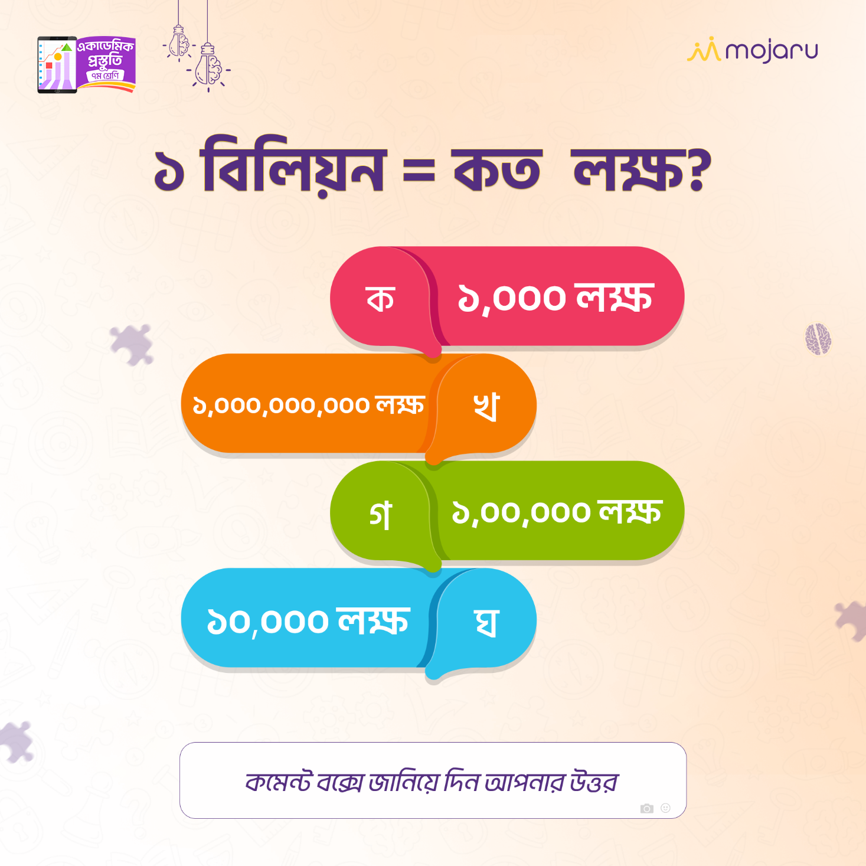 একাডেমিক
প্রস্তুতি
৭ম শ্রেণি
mojaru
১ বিলিয়ন = কত লক্ষ?
ক ১,০০০ লক্ষ
১,০০০,০০০,০০০ লক্ষ খ
গ ১,০০,০০০ লক্ষ
১০,০০০ লক্ষ ঘ
কমেন্ট বক্সে জানিয়ে দিন আপনার উত্তর